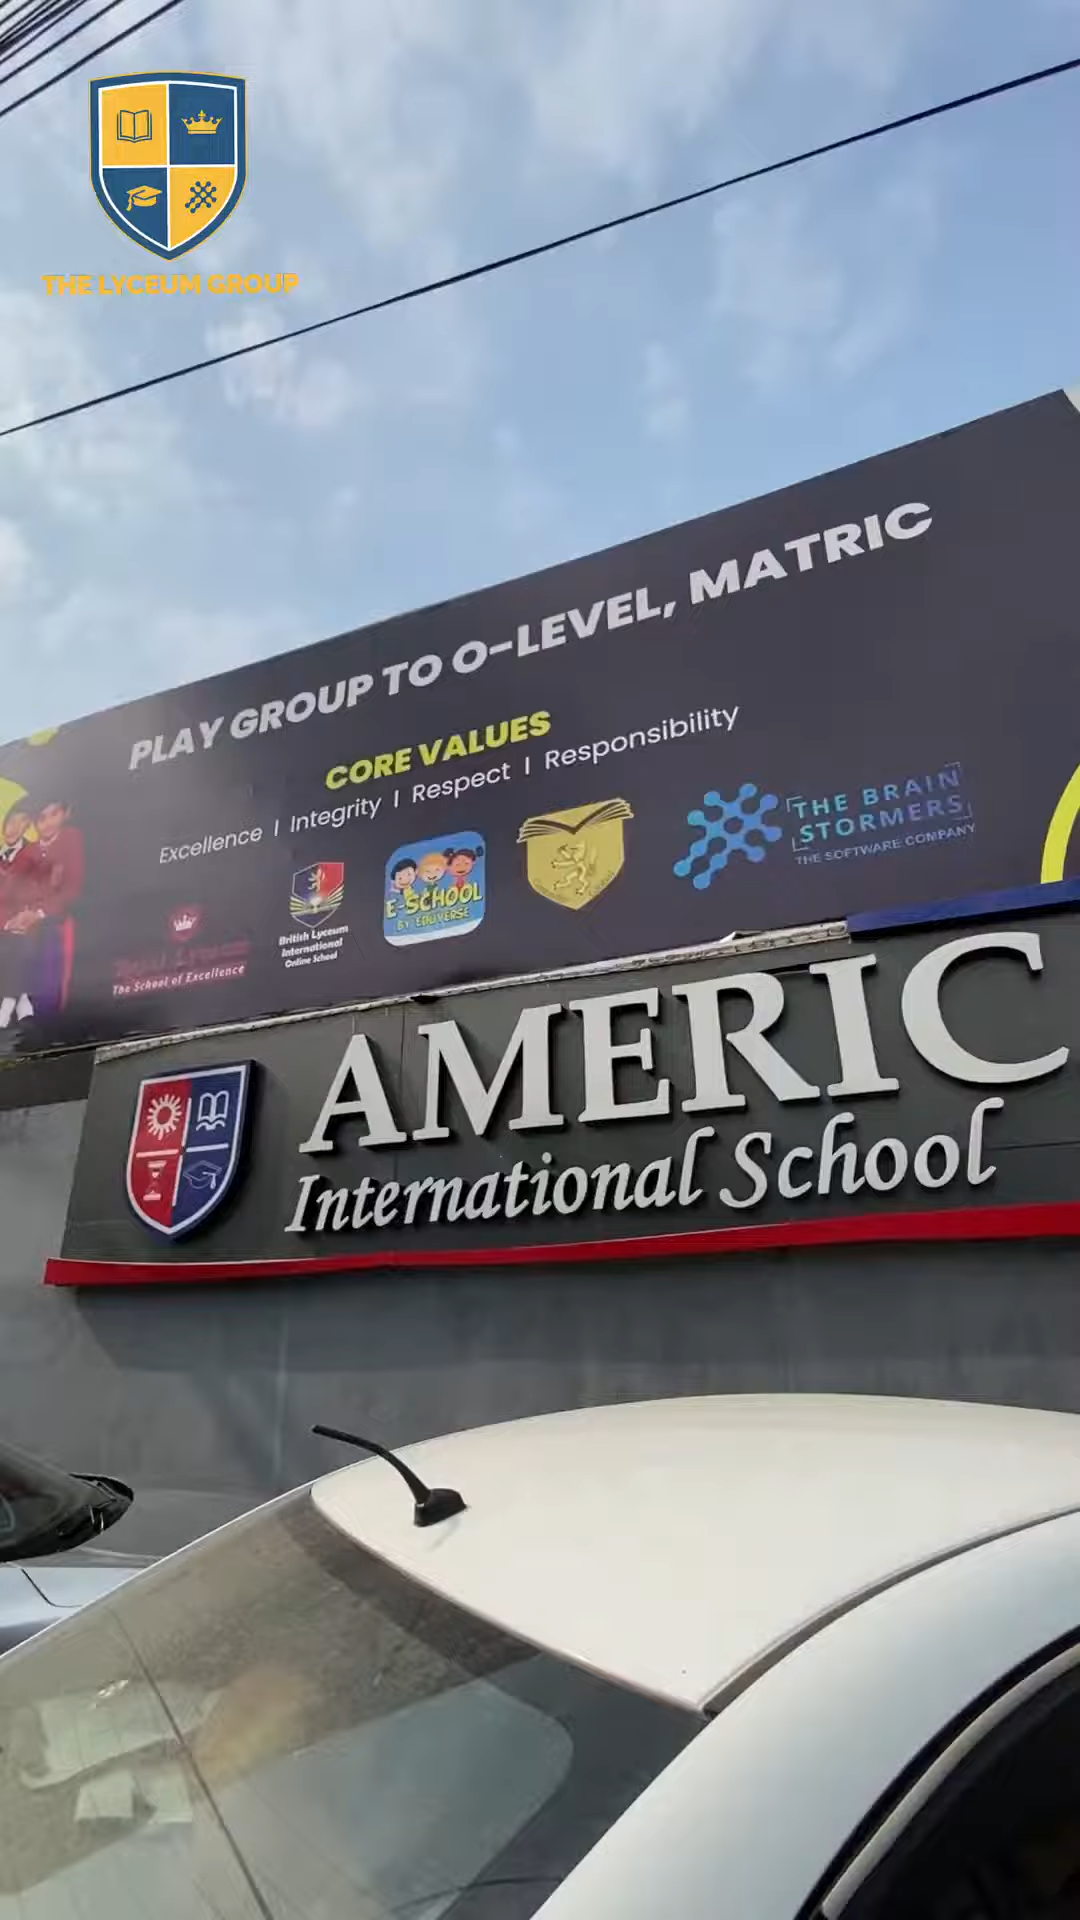 THE LYCEUM GROUP
PLAY GROUP TO O-LEVEL, MATRIC
CORE VALUES
Excellence I Integrity I Respect I Responsibility
The School of Excellence
British Lyceum
International
Online School
E-SCHOOL
BY EDUVERSE
THE BRAIN
STORMERS
THE SOFTWARE COMPANY
AMERIC
International School